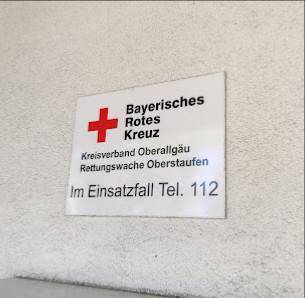 Bayerisches
Rotes
Kreuz
Kreisverband Oberallgäu
Rettungswache Oberstaufen
Im Einsatzfall Tel. 112